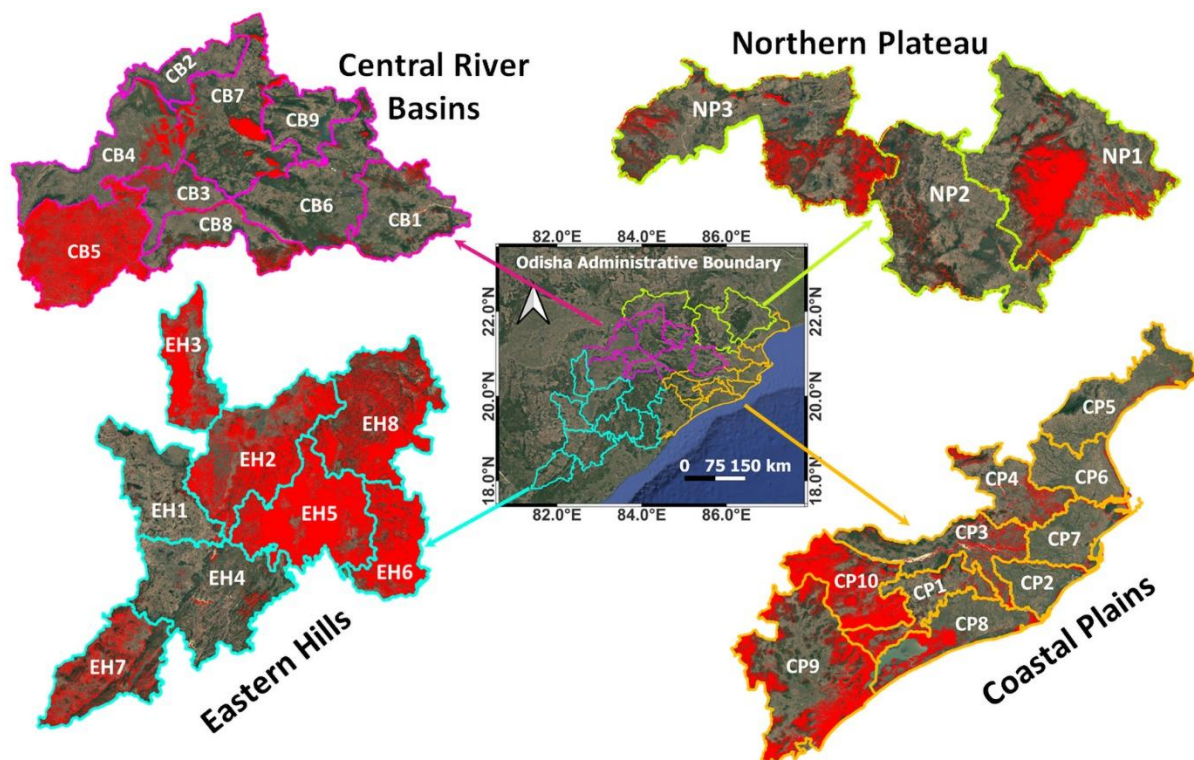 Central River
Basins
CB2
CB7
CB9
CB4
CB3
CB6
CB8
CB1
CB5
Northern Plateau
NP3
NP1
NP2
82.0°E 84.0°E 86.0°E
Odisha Administrative Boundary
22.0°N
20.0°N
18.0°N
22.0°N
20.0°N
18.0°N
0 75 150 km
82.0°E 84.0°E 86.0°E
EH3
EH8
EH2
EH1
EH5
EH4
EH6
EH7
Eastern Hills
CP5
CP4
CP6
CP3
CP7
CP10
CP1
CP2
CP8
CP9
Coastal Plains